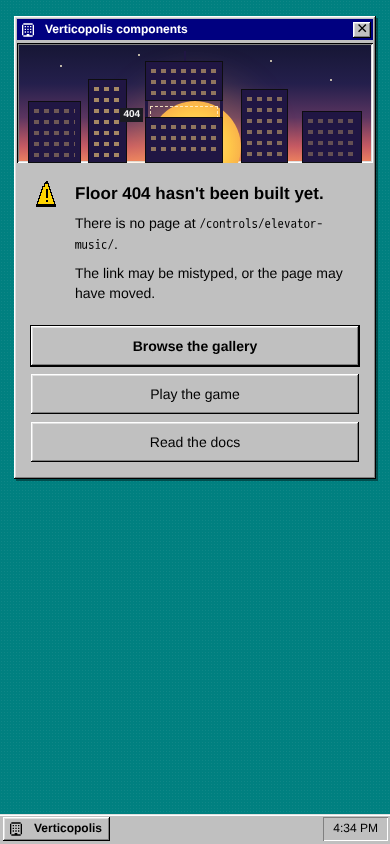 Verticopolis components
404
Floor 404 hasn't been built yet.
There is no page at /controls/elevator-
music/.
The link may be mistyped, or the page may
have moved.
Browse the gallery
Play the game
Read the docs
Verticopolis
4:34 PM